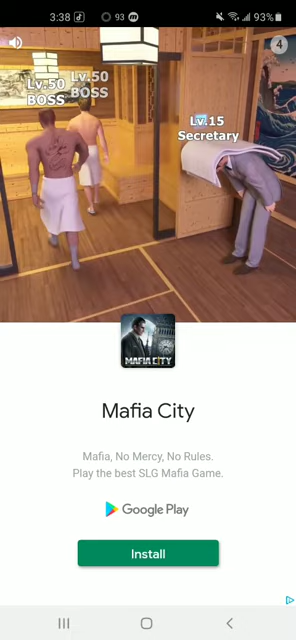 3:38
93
93%
4
Lv.50
BOSS
Lv.50
BOSS
Lv.15
Secretary
MAFIA CITY
Mafia City
Mafia, No Mercy, No Rules.
Play the best SLG Mafia Game.
Google Play
Install